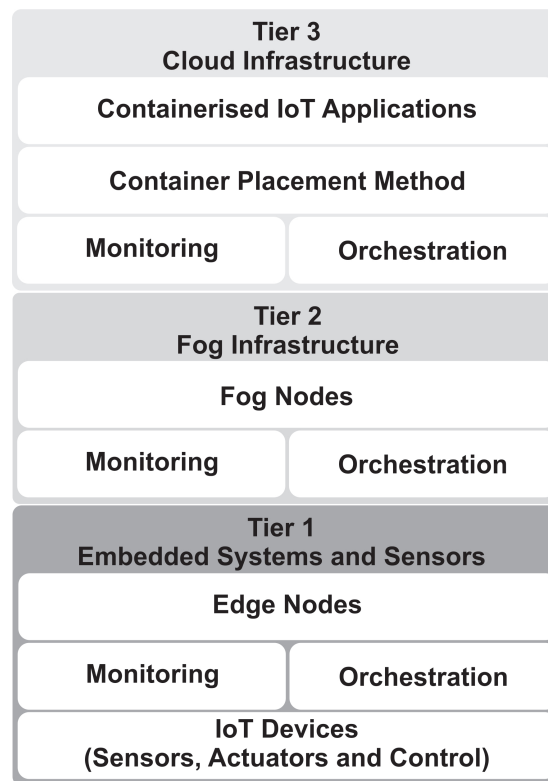 Tier 3
Cloud Infrastructure
Containerised IoT Applications
Container Placement Method
Monitoring
Orchestration
Tier 2
Fog Infrastructure
Fog Nodes
Monitoring
Orchestration
Tier 1
Embedded Systems and Sensors
Edge Nodes
Monitoring
Orchestration
IoT Devices
(Sensors, Actuators and Control)